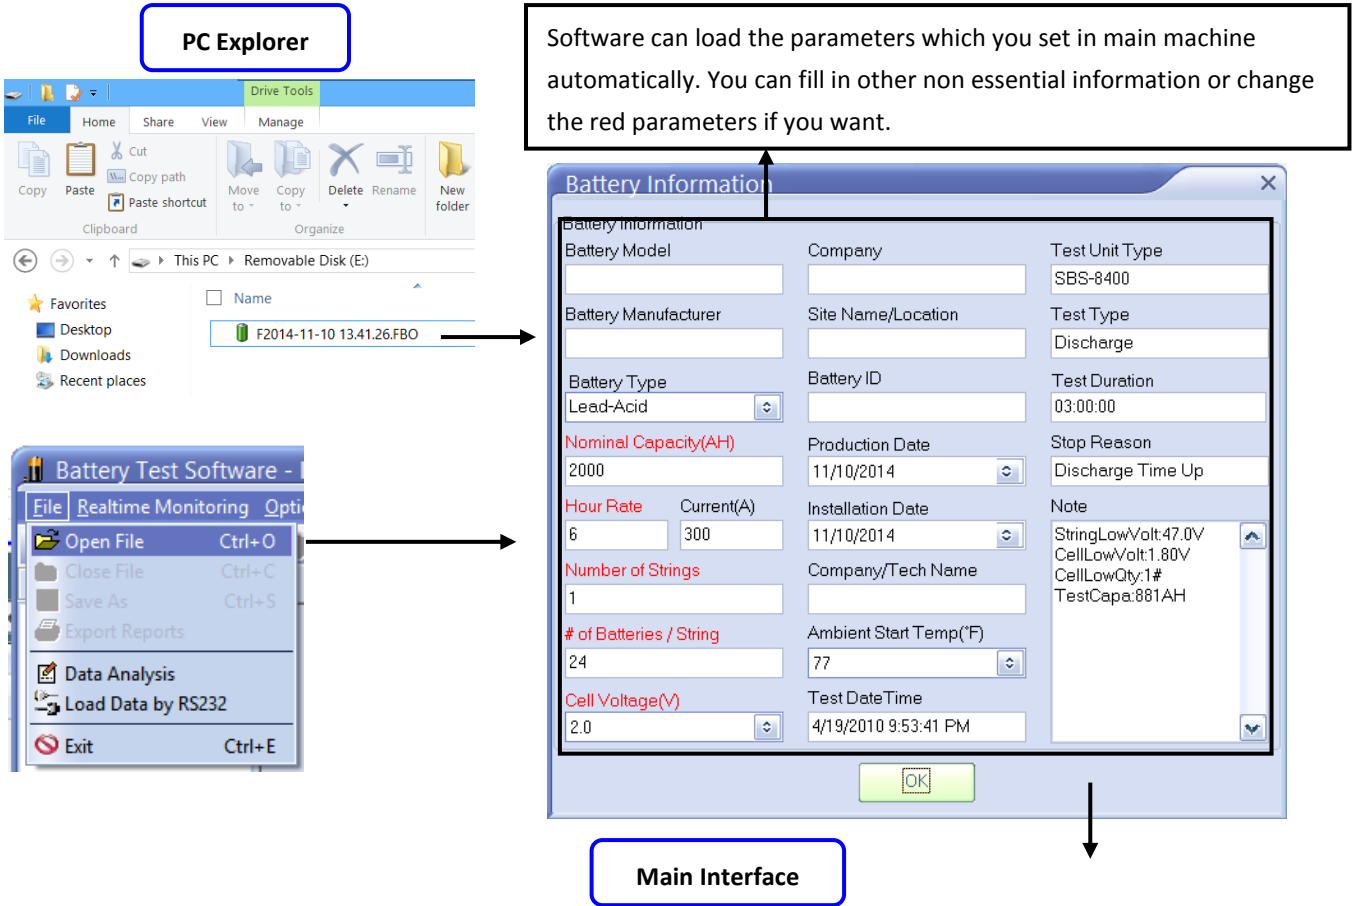 PC Explorer
Software can load the parameters which you set in main machine
automatically. You can fill in other non essential information or change
the red parameters if you want.
Drive Tools
File Home Share View Manage
Copy
Paste
Cut
Copy path
Paste shortcut
Move to
Copy to
Delete
Rename
New folder
Clipboard
Organize
This PC Removable Disk (E:)
Favorites
Desktop
Downloads
Recent places
Name
F2014-11-10 13.41.26.FBO
Battery Test Software -
File Realtime Monitoring Opti
Open File Ctrl+O
Close File Ctrl+C
Save As Ctrl+S
Export Reports
Data Analysis
Load Data by RS232
Exit Ctrl+E
Battery Information
Battery Information
Battery Model
Battery Manufacturer
Battery Type
Lead-Acid
Nominal Capacity(AH)
2000
Hour Rate Current(A)
6 300
Number of Strings
1
# of Batteries / String
24
Cell Voltage(V)
2.0
Company
Site Name/Location
Battery ID
Production Date
11/10/2014
Installation Date
11/10/2014
Company/Tech Name
Ambient Start Temp(°F)
77
Test DateTime
4/19/2010 9:53:41 PM
Test Unit Type
SBS-8400
Test Type
Discharge
Test Duration
03:00:00
Stop Reason
Discharge Time Up
Note
StringLowVolt:47.0V
CellLowVolt:1.80V
CellLowQty:1#
TestCapa:881AH
OK
Main Interface